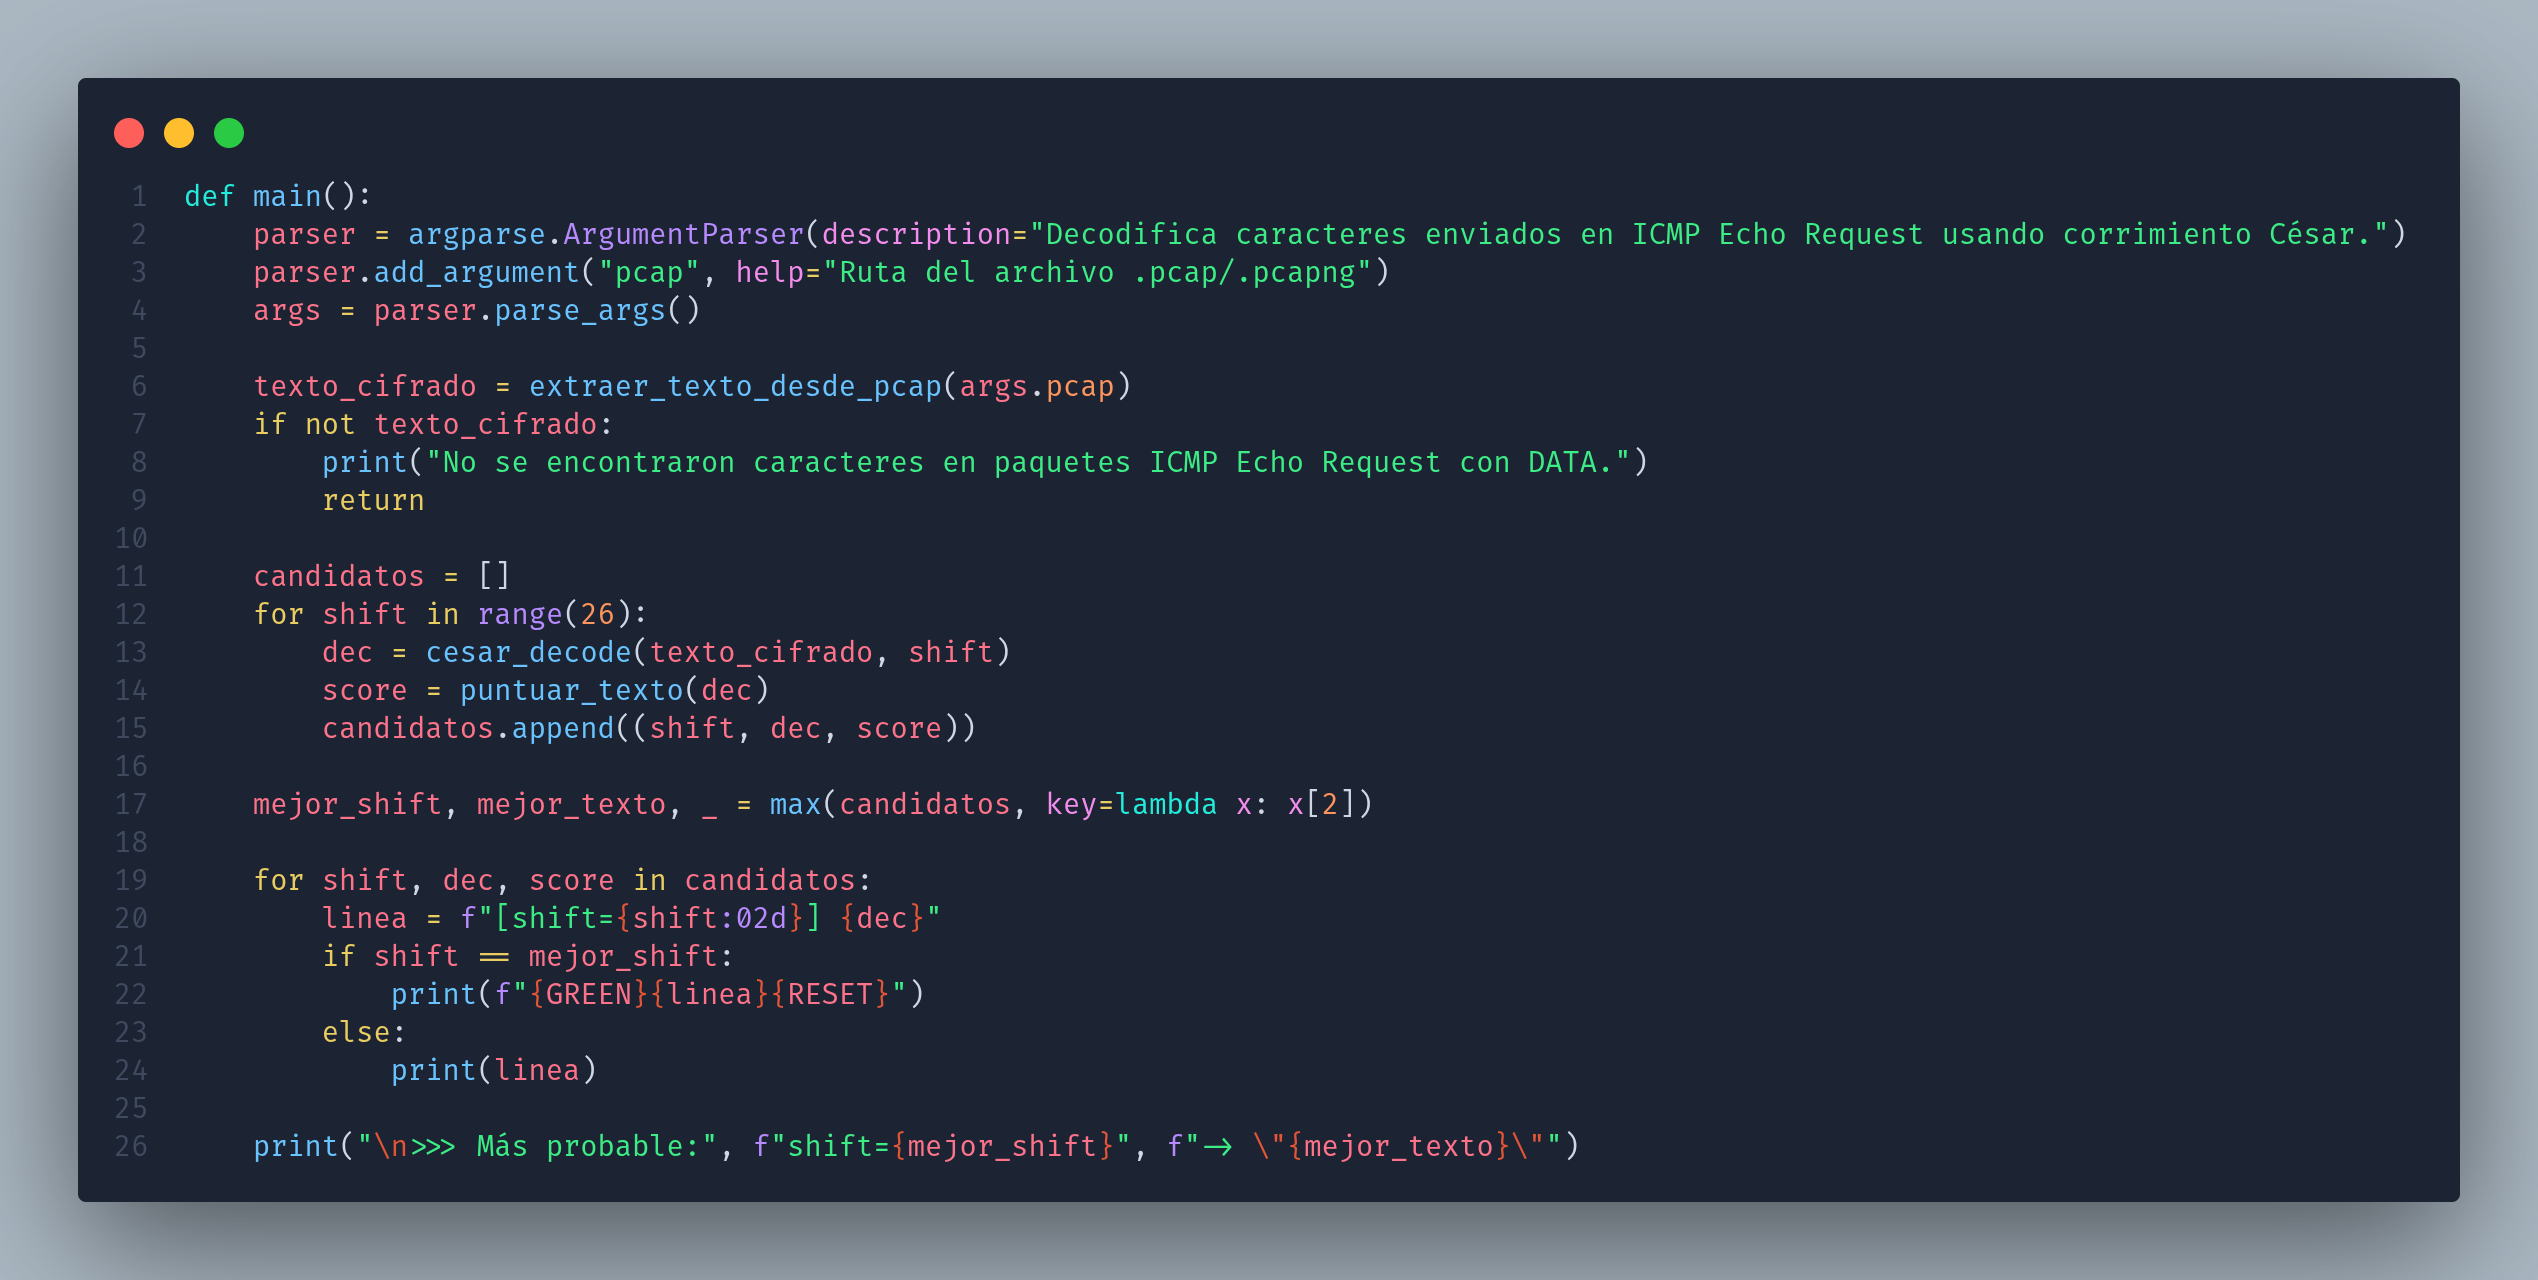 1 def main():
2     parser = argparse.ArgumentParser(description="Decodifica caracteres enviados en ICMP Echo Request usando corrimiento César.")
3     parser.add_argument("pcap", help="Ruta del archivo .pcap/.pcapng")
4     args = parser.parse_args()
5
6     texto_cifrado = extraer_texto_desde_pcap(args.pcap)
7     if not texto_cifrado:
8         print("No se encontraron caracteres en paquetes ICMP Echo Request con DATA.")
9         return
10
11     candidatos = []
12     for shift in range(26):
13         dec = cesar_decode(texto_cifrado, shift)
14         score = puntuar_texto(dec)
15         candidatos.append((shift, dec, score))
16
17     mejor_shift, mejor_texto, _ = max(candidatos, key=lambda x: x[2])
18
19     for shift, dec, score in candidatos:
20         linea = f"[shift={shift:02d}] {dec}"
21         if shift == mejor_shift:
22             print(f"{GREEN}{linea}{RESET}")
23         else:
24             print(linea)
25
26     print("\n>>> Más probable:", f"shift={mejor_shift}", f"-> \"{mejor_texto}\"")